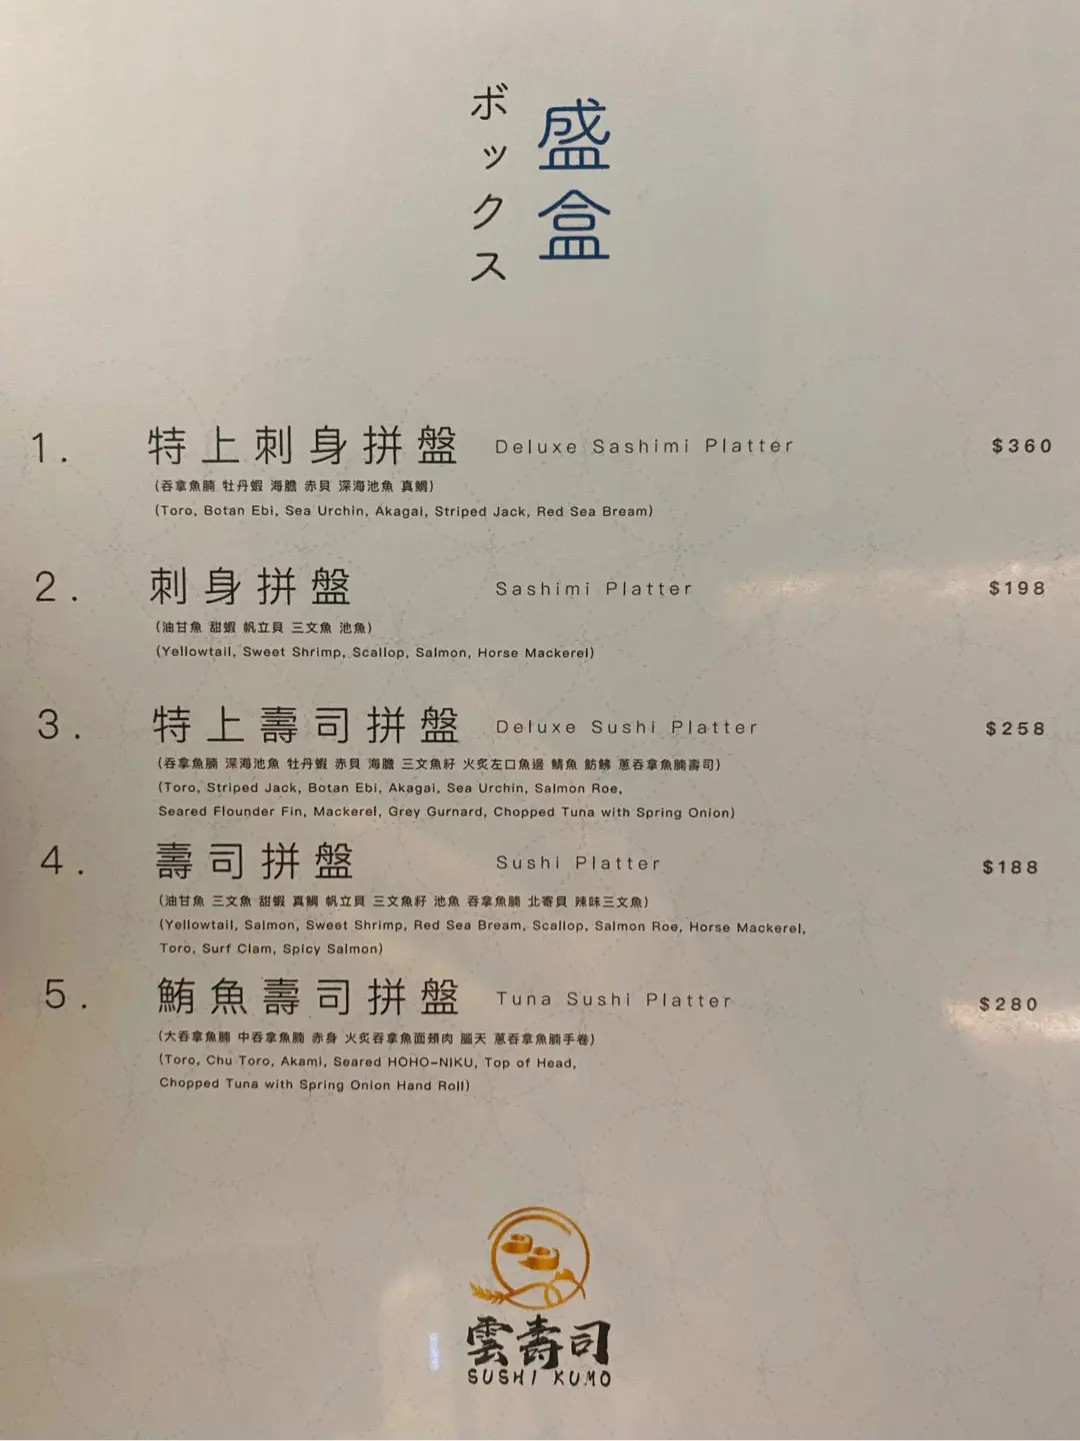 盛盒
ボックス
1. 特上刺身拼盤 Deluxe Sashimi Platter $360
(吞拿魚腩 牡丹蝦 海膽 赤貝 深海池魚 真鯛)
(Toro, Botan Ebi, Sea Urchin, Akagai, Striped Jack, Red Sea Bream)
2. 刺身拼盤 Sashimi Platter $198
(油甘魚 甜蝦 帆立貝 三文魚 池魚)
(Yellowtail, Sweet Shrimp, Scallop, Salmon, Horse Mackerel)
3. 特上壽司拼盤 Deluxe Sushi Platter $258
(吞拿魚腩 深海池魚 牡丹蝦 赤貝 海膽 三文魚籽 火炙左口魚邊 鯖魚 魴鮄 蔥吞拿魚腩壽司)
(Toro, Striped Jack, Botan Ebi, Akagai, Sea Urchin, Salmon Roe,
Seared Flounder Fin, Mackerel, Grey Gurnard, Chopped Tuna with Spring Onion)
4. 壽司拼盤 Sushi Platter $188
(油甘魚 三文魚 甜蝦 真鯛 帆立貝 三文魚籽 池魚 吞拿魚腩 北寄貝 辣味三文魚)
(Yellowtail, Salmon, Sweet Shrimp, Red Sea Bream, Scallop, Salmon Roe, Horse Mackerel,
Toro, Surf Clam, Spicy Salmon)
5. 鮪魚壽司拼盤 Tuna Sushi Platter $280
(大吞拿魚腩 中吞拿魚腩 赤身 火炙吞拿魚面頰肉 腦天 蔥吞拿魚腩手卷)
(Toro, Chu Toro, Akami, Seared HOHO-NIKU, Top of Head,
Chopped Tuna with Spring Onion Hand Roll)
雲壽司
SUSHI KUMO